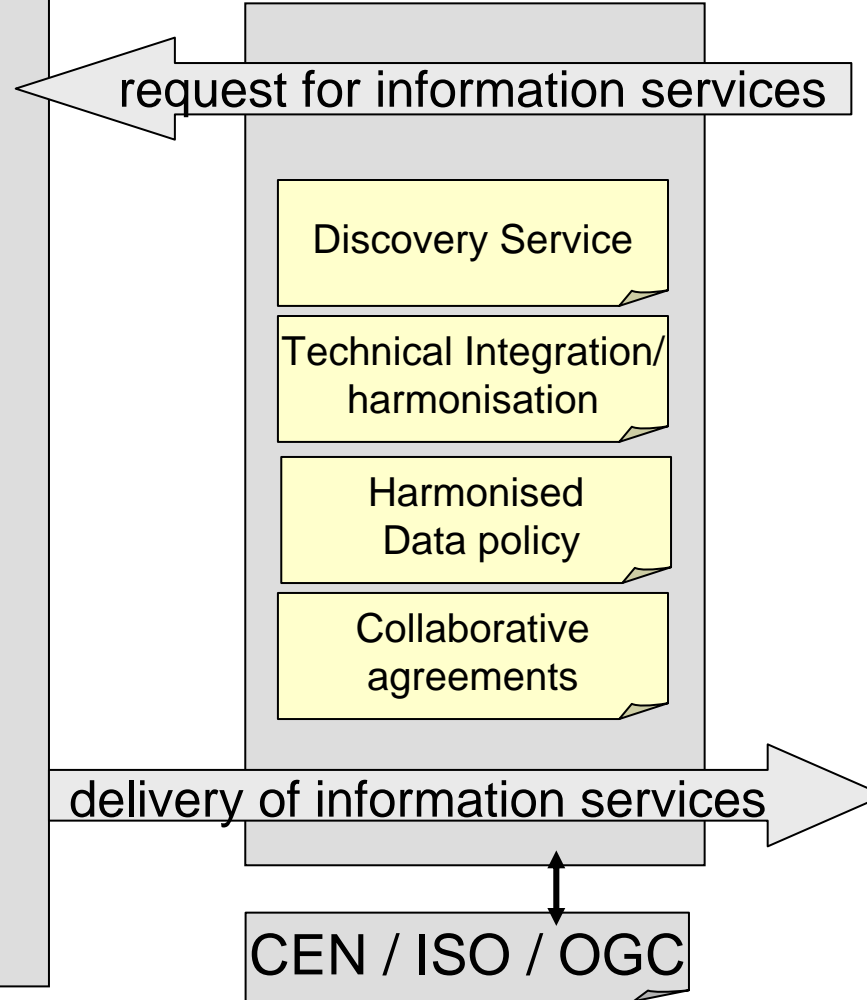 request for information services
Discovery Service
Technical Integration/
harmonisation
Harmonised
Data policy
Collaborative
agreements
delivery of information services
CEN / ISO / OGC